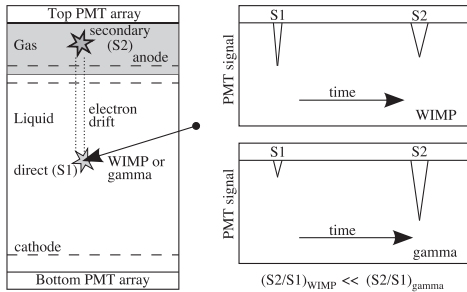 Top PMT array
Gas
secondary
(S2)
anode
Liquid
electron
drift
direct (S1)
WIMP or
gamma
cathode
Bottom PMT array
S1
S2
PMT signal
time
WIMP
S1
S2
PMT signal
time
gamma
(S2/S1)WIMP << (S2/S1)gamma